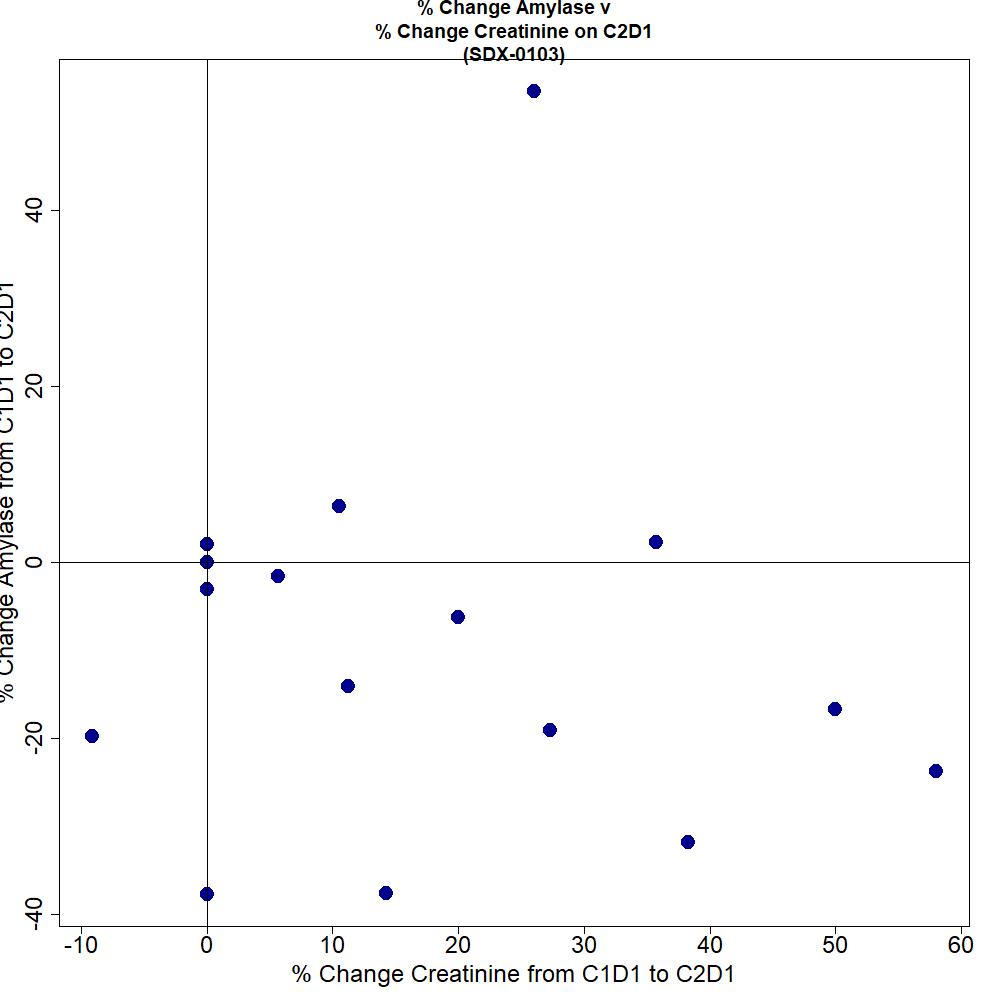 % Change Amylase v
% Change Creatinine on C2D1
(SDX-0103)
% Change Amylase from C1D1 to C2D1
40
20
0
-20
-40
-10 0 10 20 30 40 50 60
% Change Creatinine from C1D1 to C2D1